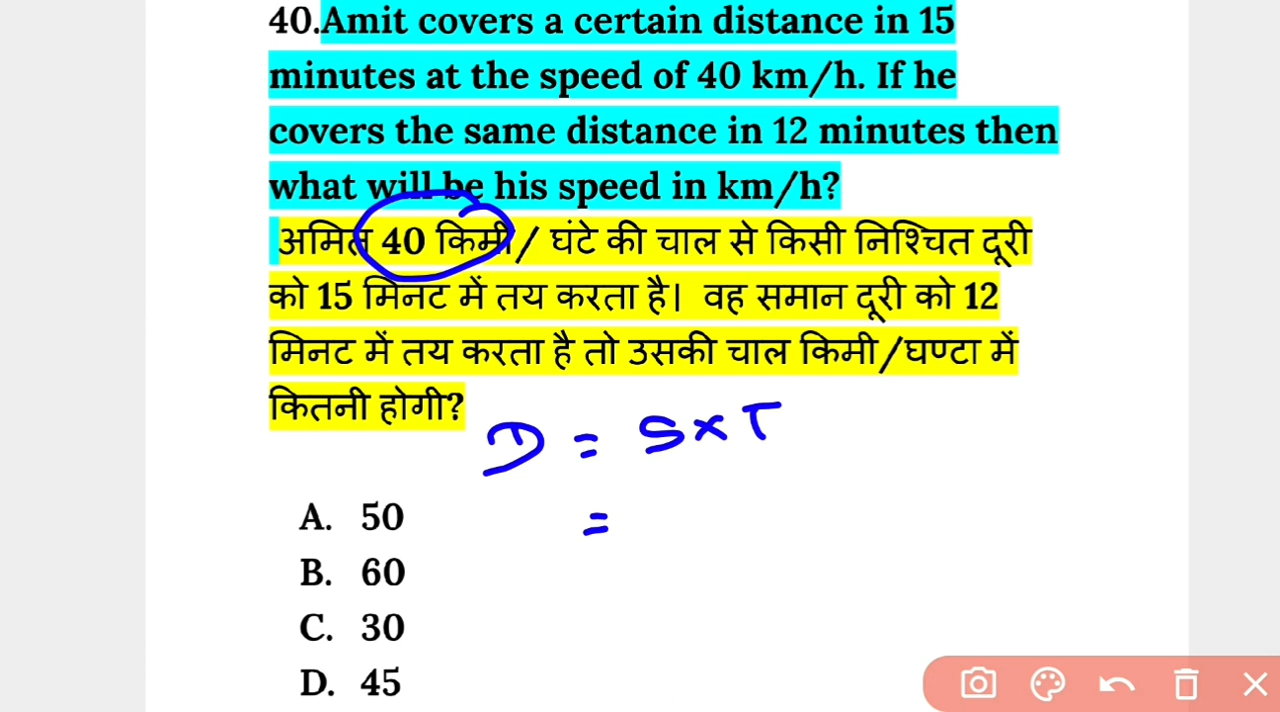 40.Amit covers a certain distance in 15
minutes at the speed of 40 km/h. If he
covers the same distance in 12 minutes then
what will be his speed in km/h?
अमित 40 किमी/ घंटे की चाल से किसी निश्चित दूरी
को 15 मिनट में तय करता है। वह समान दूरी को 12
मिनट में तय करता है तो उसकी चाल किमी/घण्टा में
कितनी होगी?
D = S×T
=
A. 50
B. 60
C. 30
D. 45